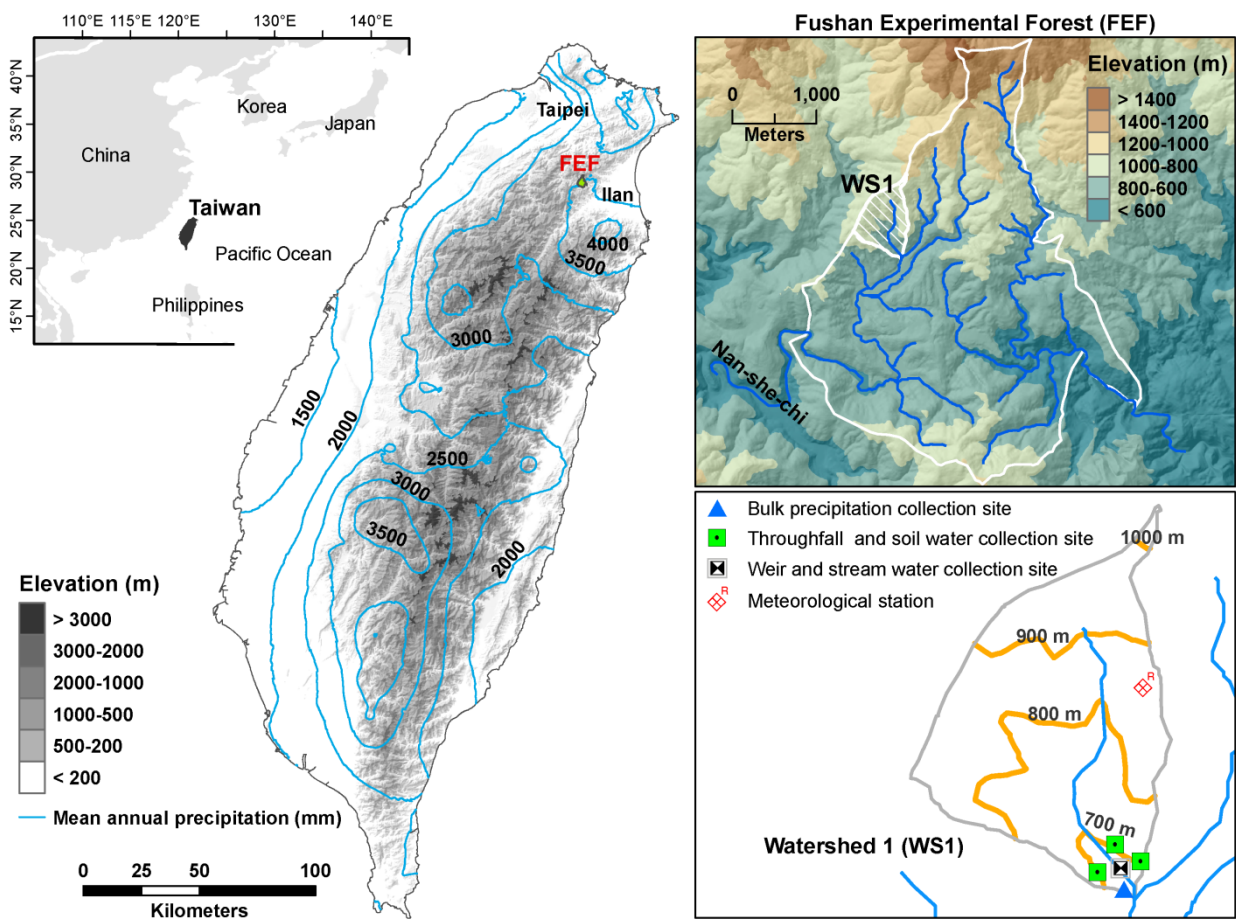 110°E 115°E 120°E
130°E
140°E
40°N
35°N
30°N
25°N
20°N
15°N
China
Korea
Japan
Taiwan
Pacific Ocean
Philippines
Taipei
FEF
Ilan
4000
3500
3000
1500
2000
2500
3000
3500
2000
Elevation (m)
> 3000
3000-2000
2000-1000
1000-500
500-200
< 200
Mean annual precipitation (mm)
0 25 50 100
Kilometers
Fushan Experimental Forest (FEF)
0 1,000
Meters
Elevation (m)
> 1400
1400-1200
1200-1000
1000-800
800-600
< 600
WS1
Nan-she-chi
Bulk precipitation collection site
Throughfall and soil water collection site
Weir and stream water collection site
R
Meteorological station
1000 m
900 m
R
800 m
700 m
Watershed 1 (WS1)